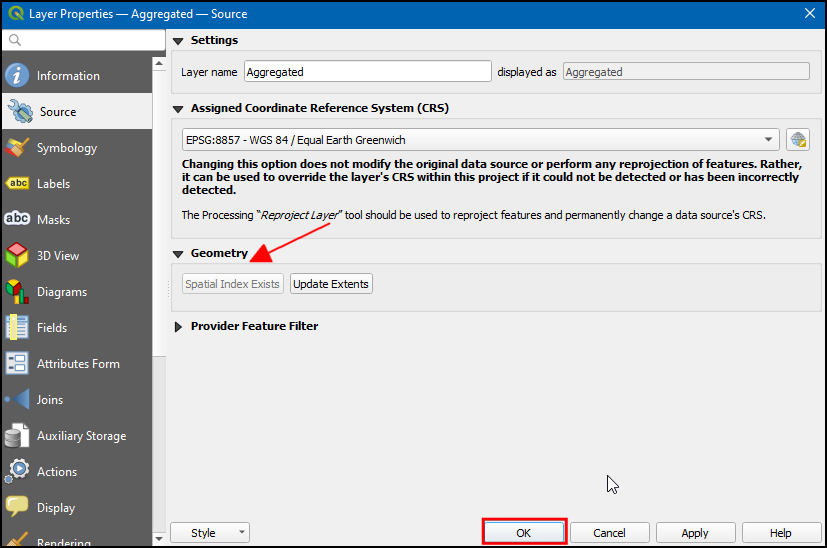 Layer Properties — Aggregated — Source
Information
Source
Symbology
abc Labels
abc Masks
3D View
Diagrams
Fields
Attributes Form
Joins
Auxiliary Storage
Actions
Display
Rendering
Settings
Layer name Aggregated displayed as Aggregated
Assigned Coordinate Reference System (CRS)
EPSG:8857 - WGS 84 / Equal Earth Greenwich
Changing this option does not modify the original data source or perform any reprojection of features. Rather,
it can be used to override the layer's CRS within this project if it could not be detected or has been incorrectly
detected.
The Processing “Reproject Layer” tool should be used to reproject features and permanently change a data source's CRS.
Geometry
Spatial Index Exists Update Extents
Provider Feature Filter
Style OK Cancel Apply Help